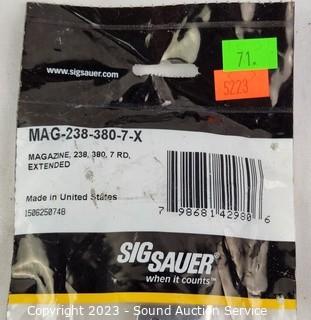 www.sigsauer.com
71.
5223
MAG-238-380-7-X
MAGAZINE, 238, 380, 7 RD,
EXTENDED
Made in United States
1506250748
7 98681 42980 6
SIG SAUER®
when it counts™
Copyright 2023 - Sound Auction Service